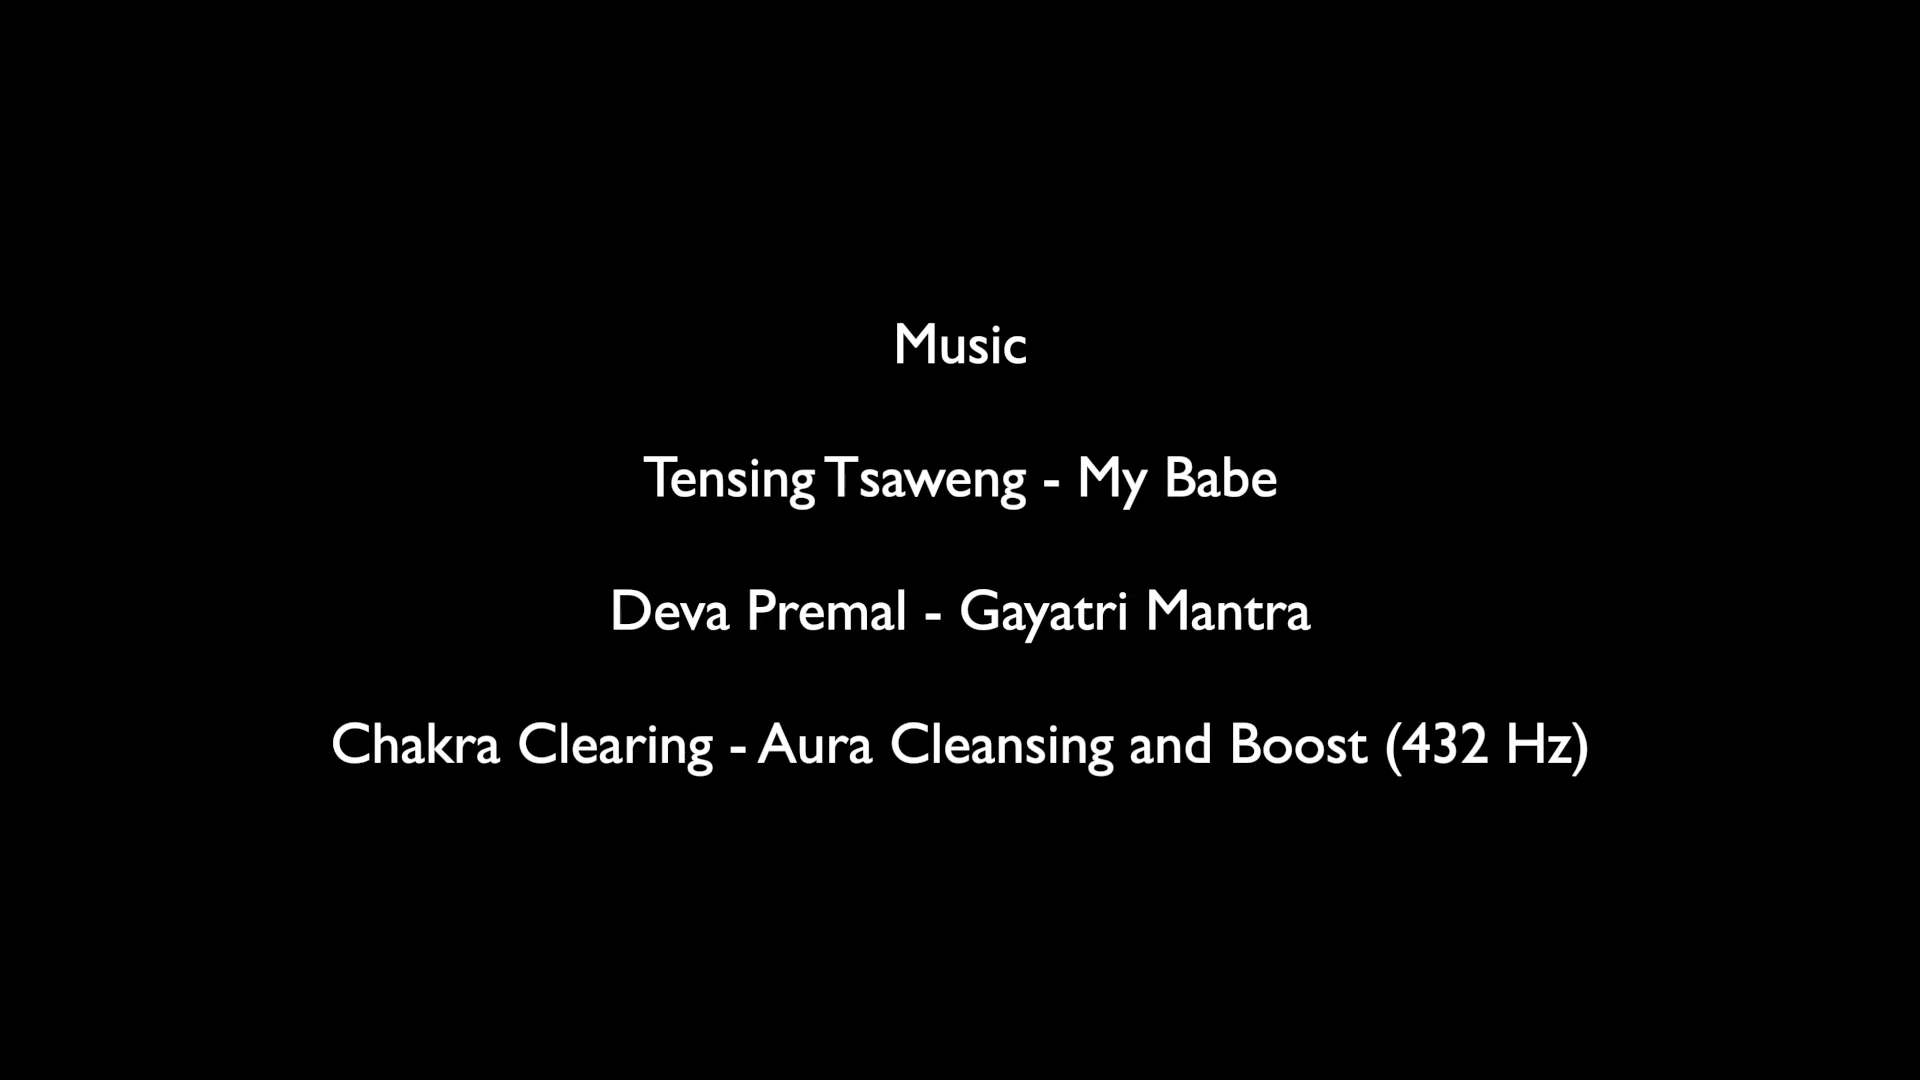 Music
Tensing Tsaweng - My Babe
Deva Premal - Gayatri Mantra
Chakra Clearing - Aura Cleansing and Boost (432 Hz)